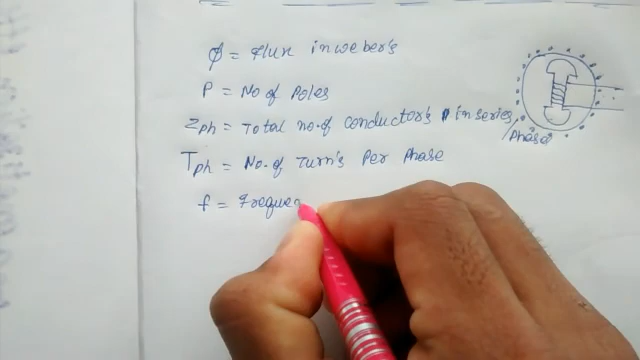 φ = Flux in weber's
P = No of Poles
Zph = Total no. of conductor's in series/Phase
Tph = No. of Turn's Per Phase
f = Frequen